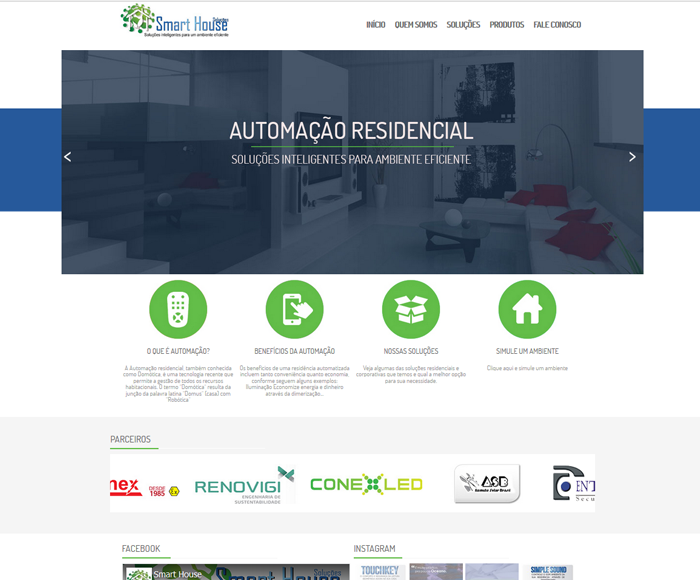 Smart House
Soluções
Soluções inteligentes para um ambiente eficiente
INÍCIO QUEM SOMOS SOLUÇÕES PRODUTOS FALE CONOSCO
AUTOMAÇÃO RESIDENCIAL
SOLUÇÕES INTELIGENTES PARA AMBIENTE EFICIENTE
O QUE É AUTOMAÇÃO?
A Automação residencial, também conhecida
como Domótica, é uma tecnologia recente que
permite a gestão de todos os recursos
habitacionais. O termo "Domótica" resulta da
junção da palavra latina "Domus" (casa) com
"Robótica".
BENEFÍCIOS DA AUTOMAÇÃO
Os benefícios de uma residência automatizada
incluem tanto conveniência quanto economia,
conforme seguem alguns exemplos:
Iluminação Economize energia e dinheiro
através da dimerização...
NOSSAS SOLUÇÕES
Veja algumas das soluções residenciais e
corporativas que temos e qual a melhor opção
para sua necessidade.
SIMULE UM AMBIENTE
Clique aqui e simule um ambiente
PARCEIROS
nex DESDE
1985
RENOVIGI
ENGENHARIA DE
SUSTENTABILIDADE
CONEXLED
ASB
ENT
Secu
FACEBOOK
INSTAGRAM
Smart House
Soluções
TOUCHKEY
SIMPLE SOUND